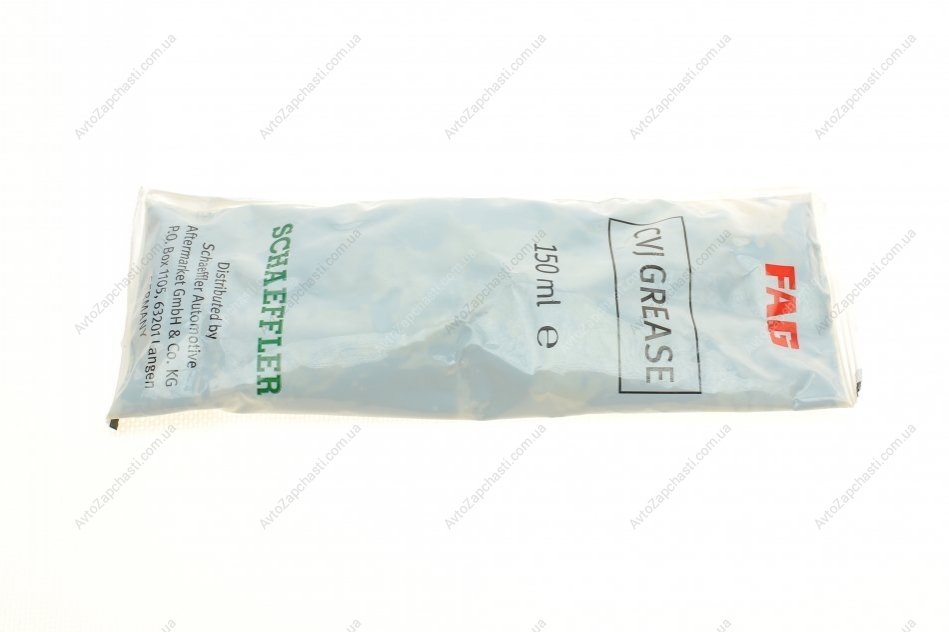 FAG
CVJ GREASE
150 ml e
SCHAEFFLER
Distributed by
Schaeffler Automotive
Aftermarket GmbH & Co. KG
P.O. Box 1105, 63201 Langen
GERMANY
AvtoZapchasti.com.ua